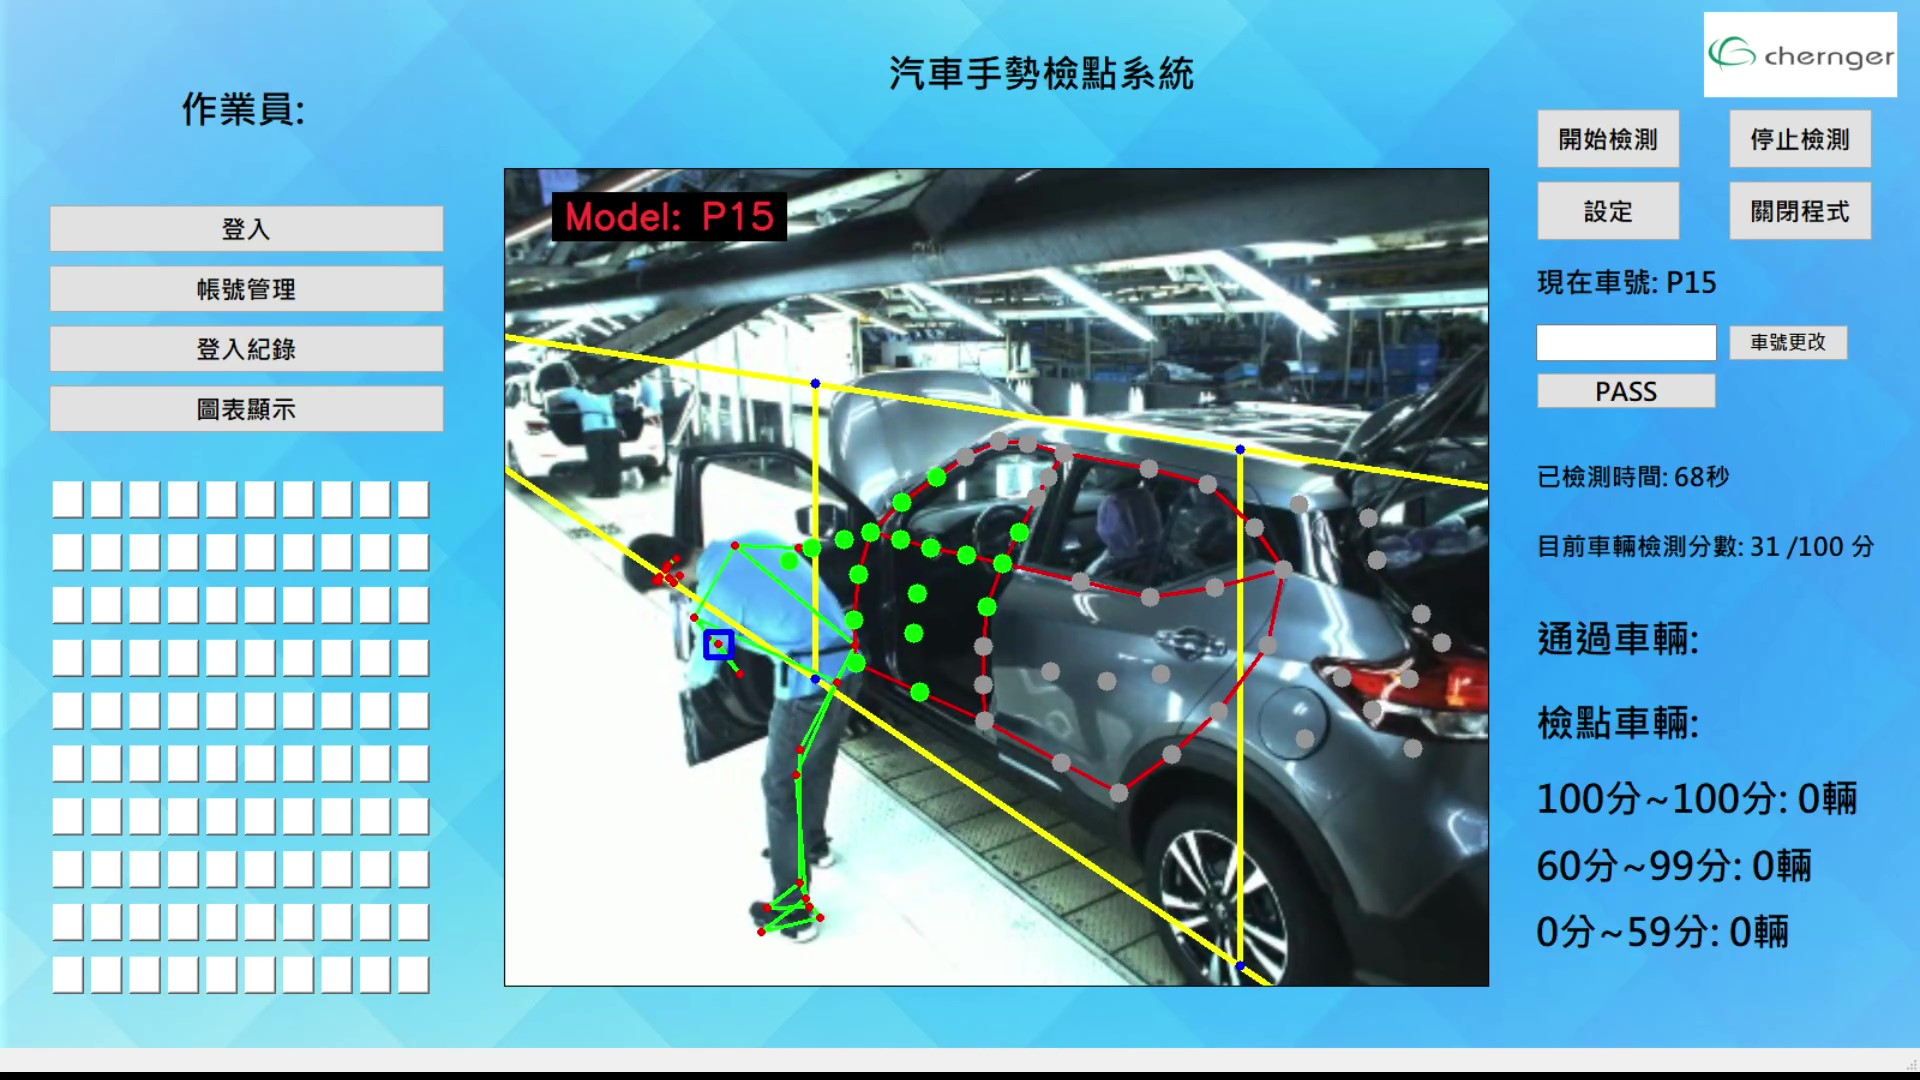 汽車手勢檢點系統
chernger
作業員:
登入
帳號管理
登入紀錄
圖表顯示
Model: P15
開始檢測
停止檢測
設定
關閉程式
現在車號: P15
車號更改
PASS
已檢測時間: 68秒
目前車輛檢測分數: 31 /100 分
通過車輛:
檢點車輛:
100分~100分: 0輛
60分~99分: 0輛
0分~59分: 0輛